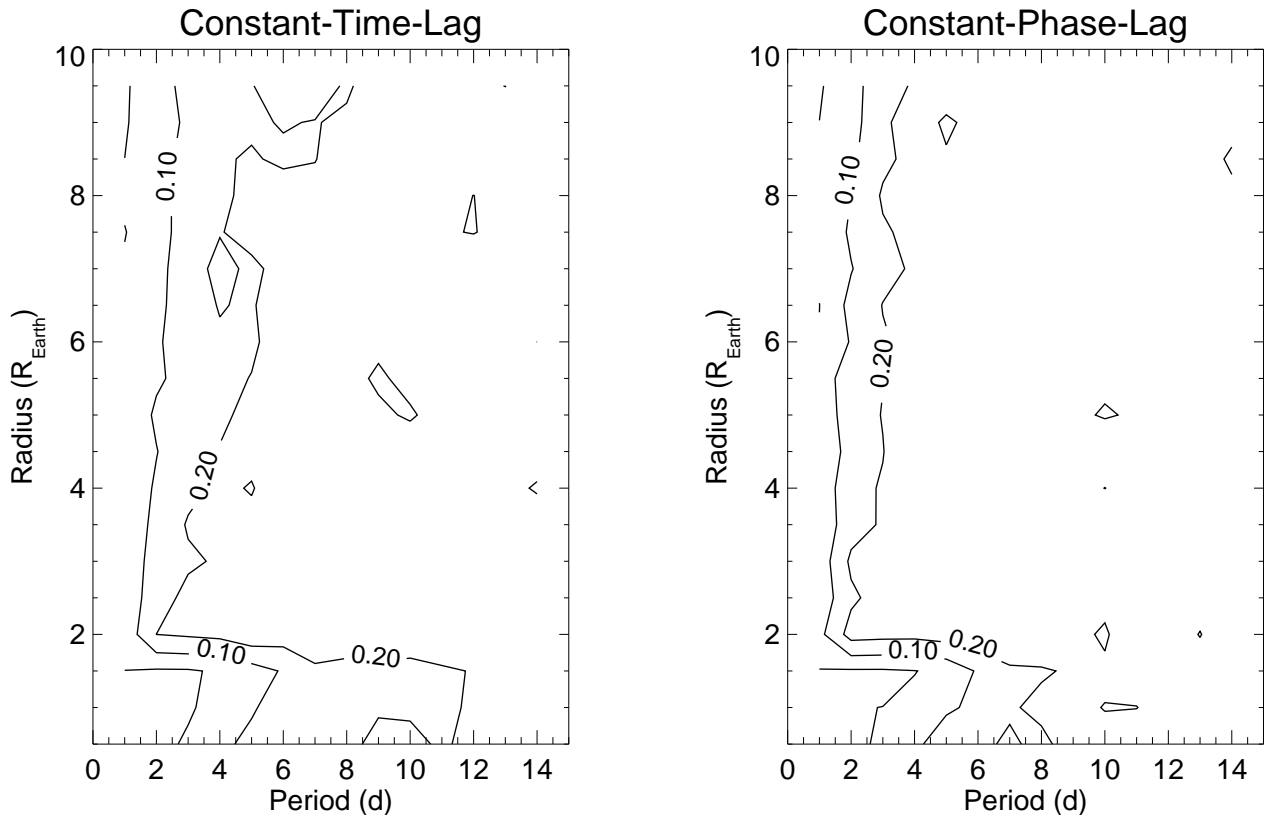 Constant-Time-Lag
Constant-Phase-Lag
10
8
6
4
2
Radius (R_Earth)
0.10
0.20
0.10
0.20
0 2 4 6 8 10 12 14
Period (d)
10
8
6
4
2
Radius (R_Earth)
0.10
0.20
0.20
0.10
0 2 4 6 8 10 12 14
Period (d)